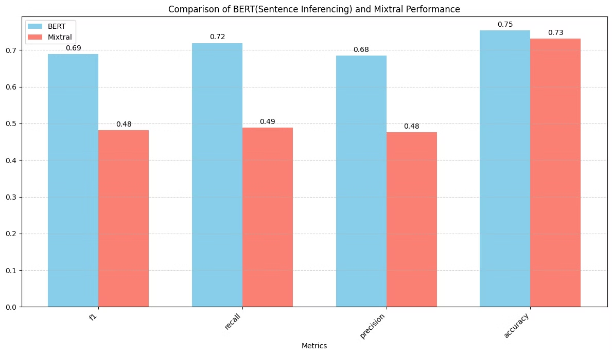 Comparison of BERT(Sentence Inferencing) and Mixtral Performance
BERT
Mixtral
0.69
0.48
0.72
0.49
0.68
0.48
0.75
0.73
0.7
0.6
0.5
0.4
0.3
0.2
0.1
0.0
f1
recall
precision
accuracy
Metrics